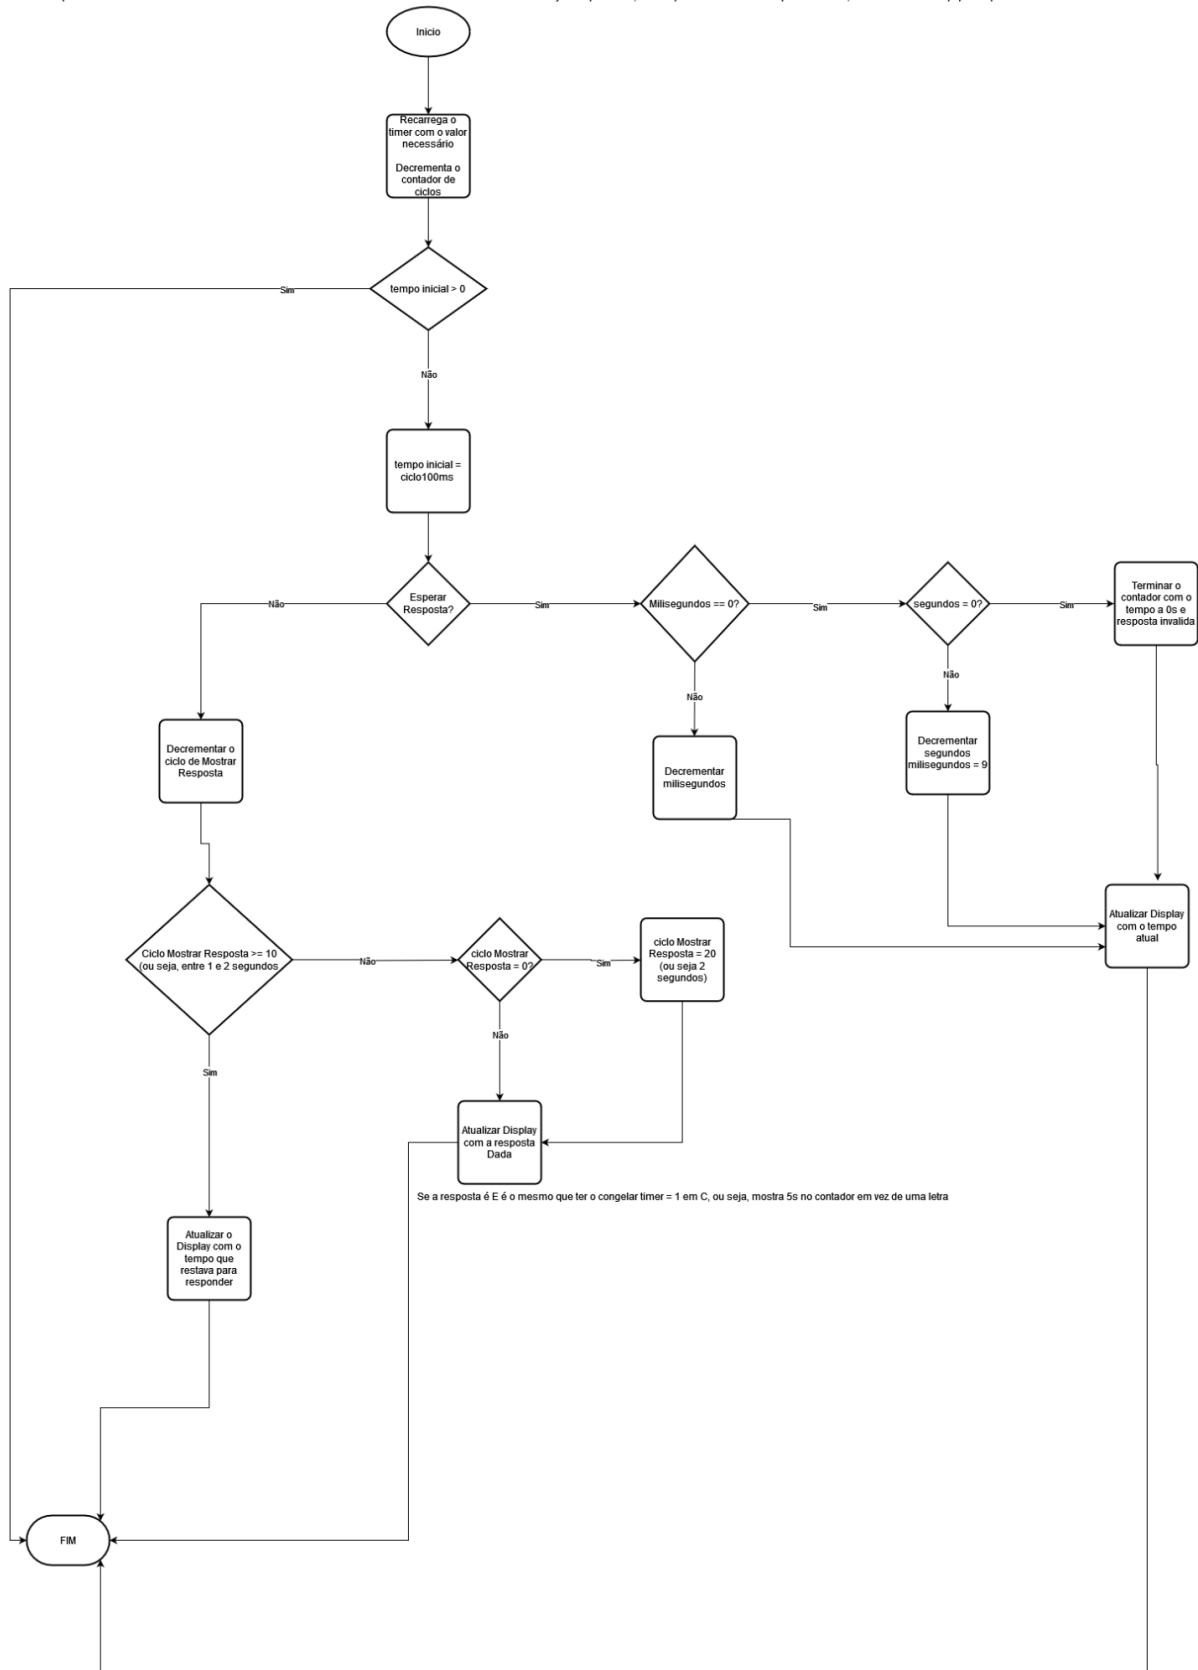 Inicio
Recarrega o
timer com o valor
necessário
Decrementa o
contador de
ciclos
tempo inicial > 0
Sim
Não
tempo inicial =
ciclo100ms
Esperar
Resposta?
Não
Sim
Milisegundos == 0?
Sim
segundos = 0?
Sim
Terminar o
contador com o
tempo a 0s e
resposta invalida
Não
Não
Decrementar o
ciclo de Mostrar
Resposta
Decrementar
milisegundos
Decrementar
segundos
milisegundos = 9
Atualizar Display
com o tempo
atual
Ciclo Mostrar Resposta >= 10
(ou seja, entre 1 e 2 segundos
Não
ciclo Mostrar
Resposta = 0?
Sim
ciclo Mostrar
Resposta = 20
(ou seja 2
segundos)
Não
Sim
Atualizar Display
com a resposta
Dada
Se a resposta é E é o mesmo que ter o congelar timer = 1 em C, ou seja, mostra 5s no contador em vez de uma letra
Atualizar o
Display com o
tempo que
restava para
responder
FIM